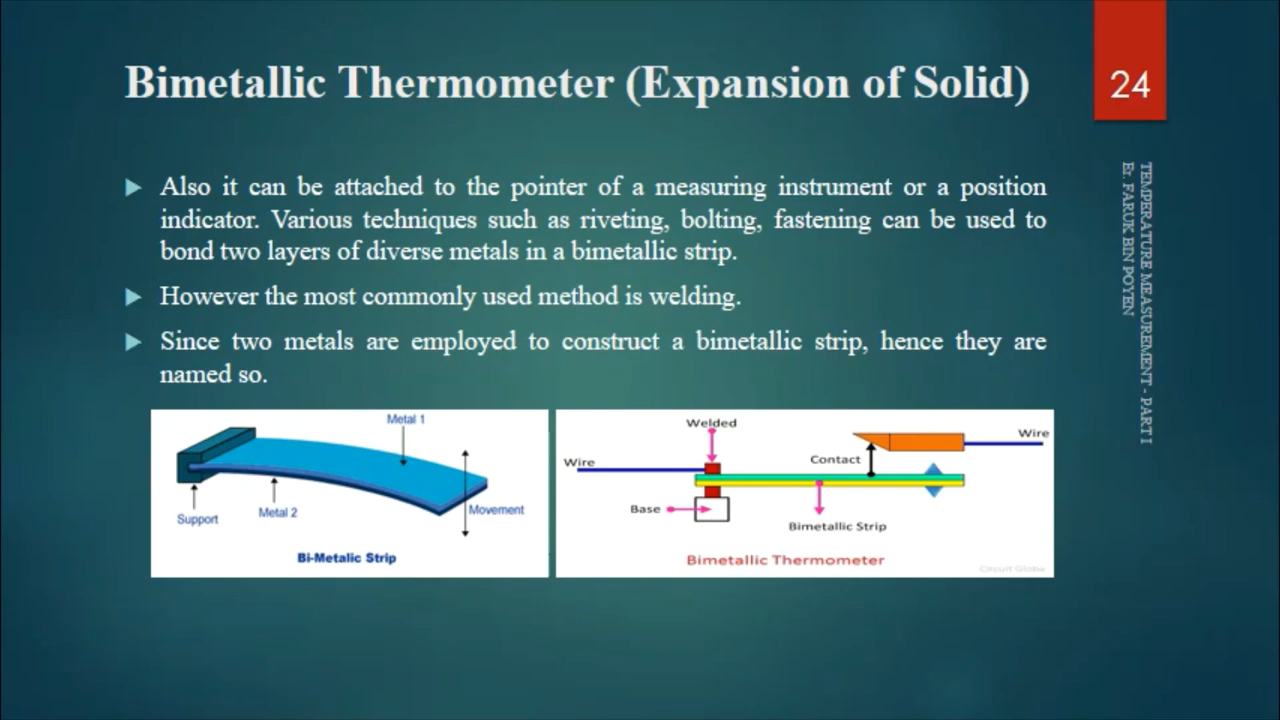 Bimetallic Thermometer (Expansion of Solid)
24
Also it can be attached to the pointer of a measuring instrument or a position
indicator. Various techniques such as riveting, bolting, fastening can be used to
bond two layers of diverse metals in a bimetallic strip.
However the most commonly used method is welding.
Since two metals are employed to construct a bimetallic strip, hence they are
named so.
Metal 1
Support
Metal 2
Movement
Bi-Metalic Strip
Welded
Wire
Wire
Contact
Base
Bimetallic Strip
Bimetallic Thermometer
Circuit Globe
TEMPERATURE MEASUREMENT - PART I
Er. FARUK BIN POYEN